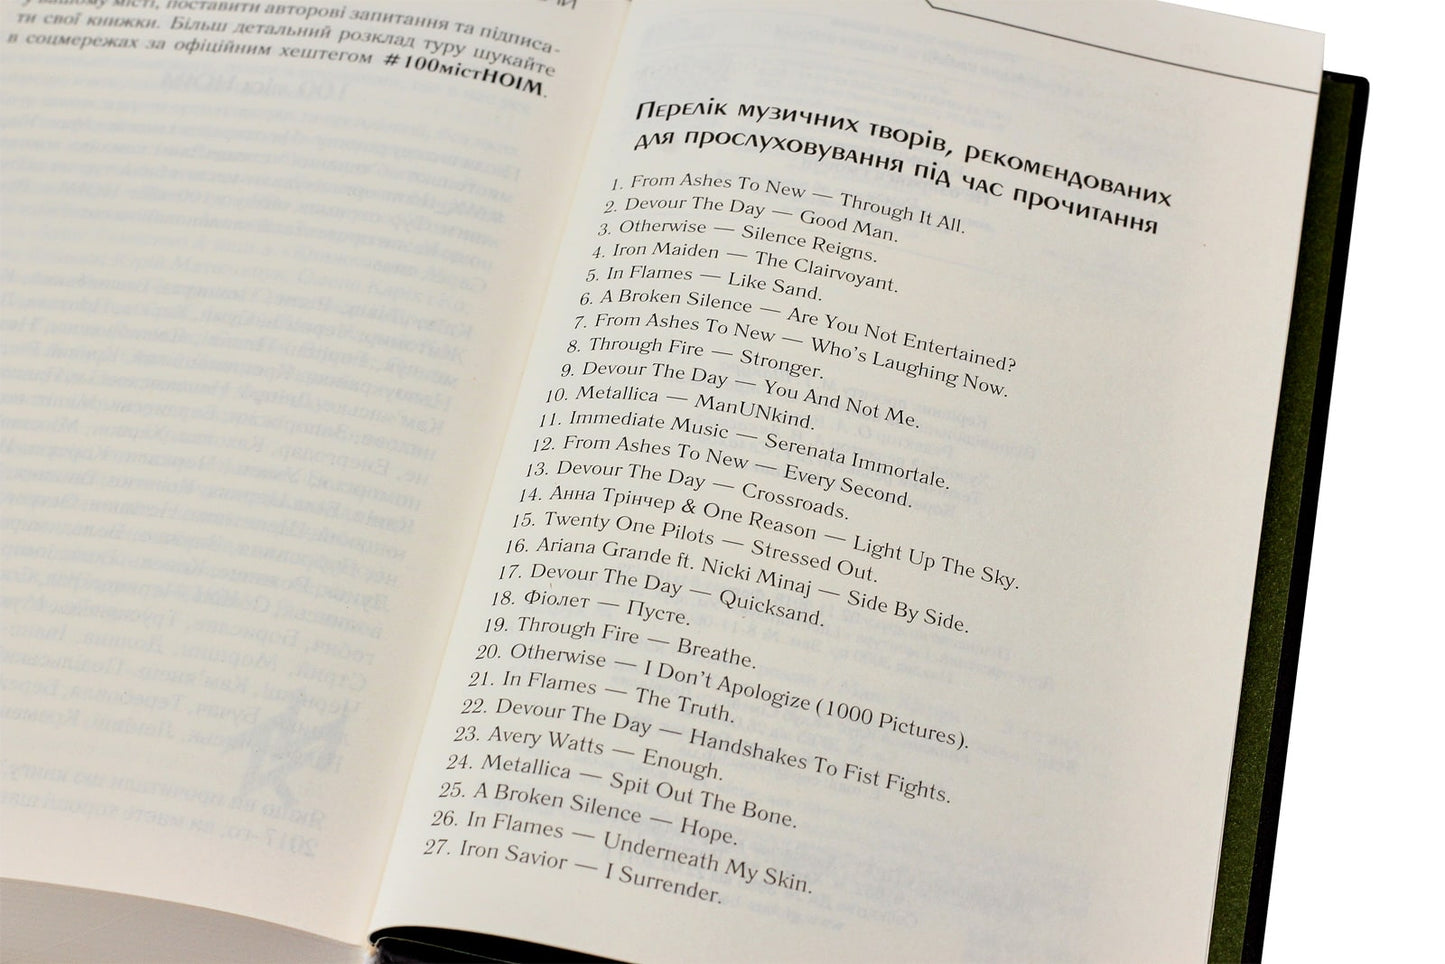 у вашому місті, поставити авторові запитання та підписа-
ти свої книжки. Більш детальний розклад туру шукайте
в соцмережах за офіційним хештегом #100містНОІМ.
Перелік музичних творів, рекомендованих
для прослуховування під час прочитання
1. From Ashes To New — Through It All.
2. Devour The Day — Good Man.
3. Otherwise — Silence Reigns.
4. Iron Maiden — The Clairvoyant.
5. In Flames — Like Sand.
6. A Broken Silence — Are You Not Entertained?
7. From Ashes To New — Who's Laughing Now.
8. Through Fire — Stronger.
9. Devour The Day — You And Not Me.
10. Metallica — ManUNkind.
11. Immediate Music — Serenata Immortale.
12. From Ashes To New — Every Second.
13. Devour The Day — Crossroads.
14. Анна Трінчер & One Reason — Light Up The Sky.
15. Twenty One Pilots — Stressed Out.
16. Ariana Grande ft. Nicki Minaj — Side By Side.
17. Devour The Day — Quicksand.
18. Фіолет — Пусте.
19. Through Fire — Breathe.
20. Otherwise — I Don't Apologize (1000 Pictures).
21. In Flames — The Truth.
22. Devour The Day — Handshakes To Fist Fights.
23. Avery Watts — Enough.
24. Metallica — Spit Out The Bone.
25. A Broken Silence — Hope.
26. In Flames — Underneath My Skin.
27. Iron Savior — I Surrender.